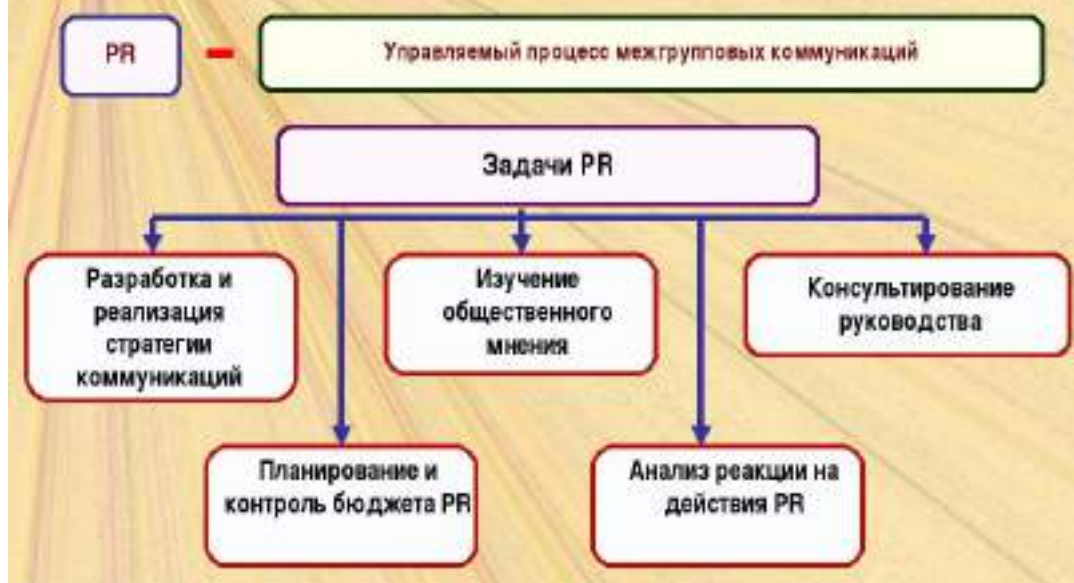 PR - Управляемый процесс межгрупповых коммуникаций
Задачи PR
Разработка и
реализация
стратегии
коммуникаций
Изучение
общественного
мнения
Консультирование
руководства
Планирование и
контроль бюджета PR
Анализ реакции на
действия PR